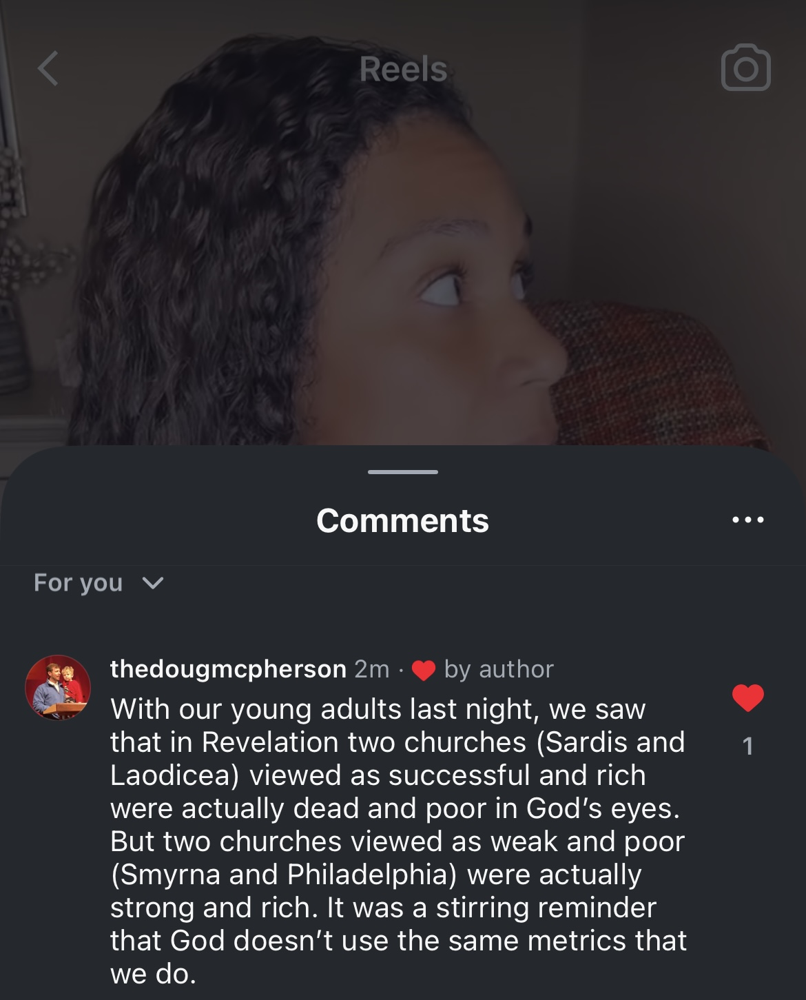 Reels
Comments
For you
thedougmcpherson 2m · ❤️ by author
With our young adults last night, we saw
that in Revelation two churches (Sardis and
Laodicea) viewed as successful and rich
were actually dead and poor in God’s eyes.
But two churches viewed as weak and poor
(Smyrna and Philadelphia) were actually
strong and rich. It was a stirring reminder
that God doesn’t use the same metrics that
we do.
1